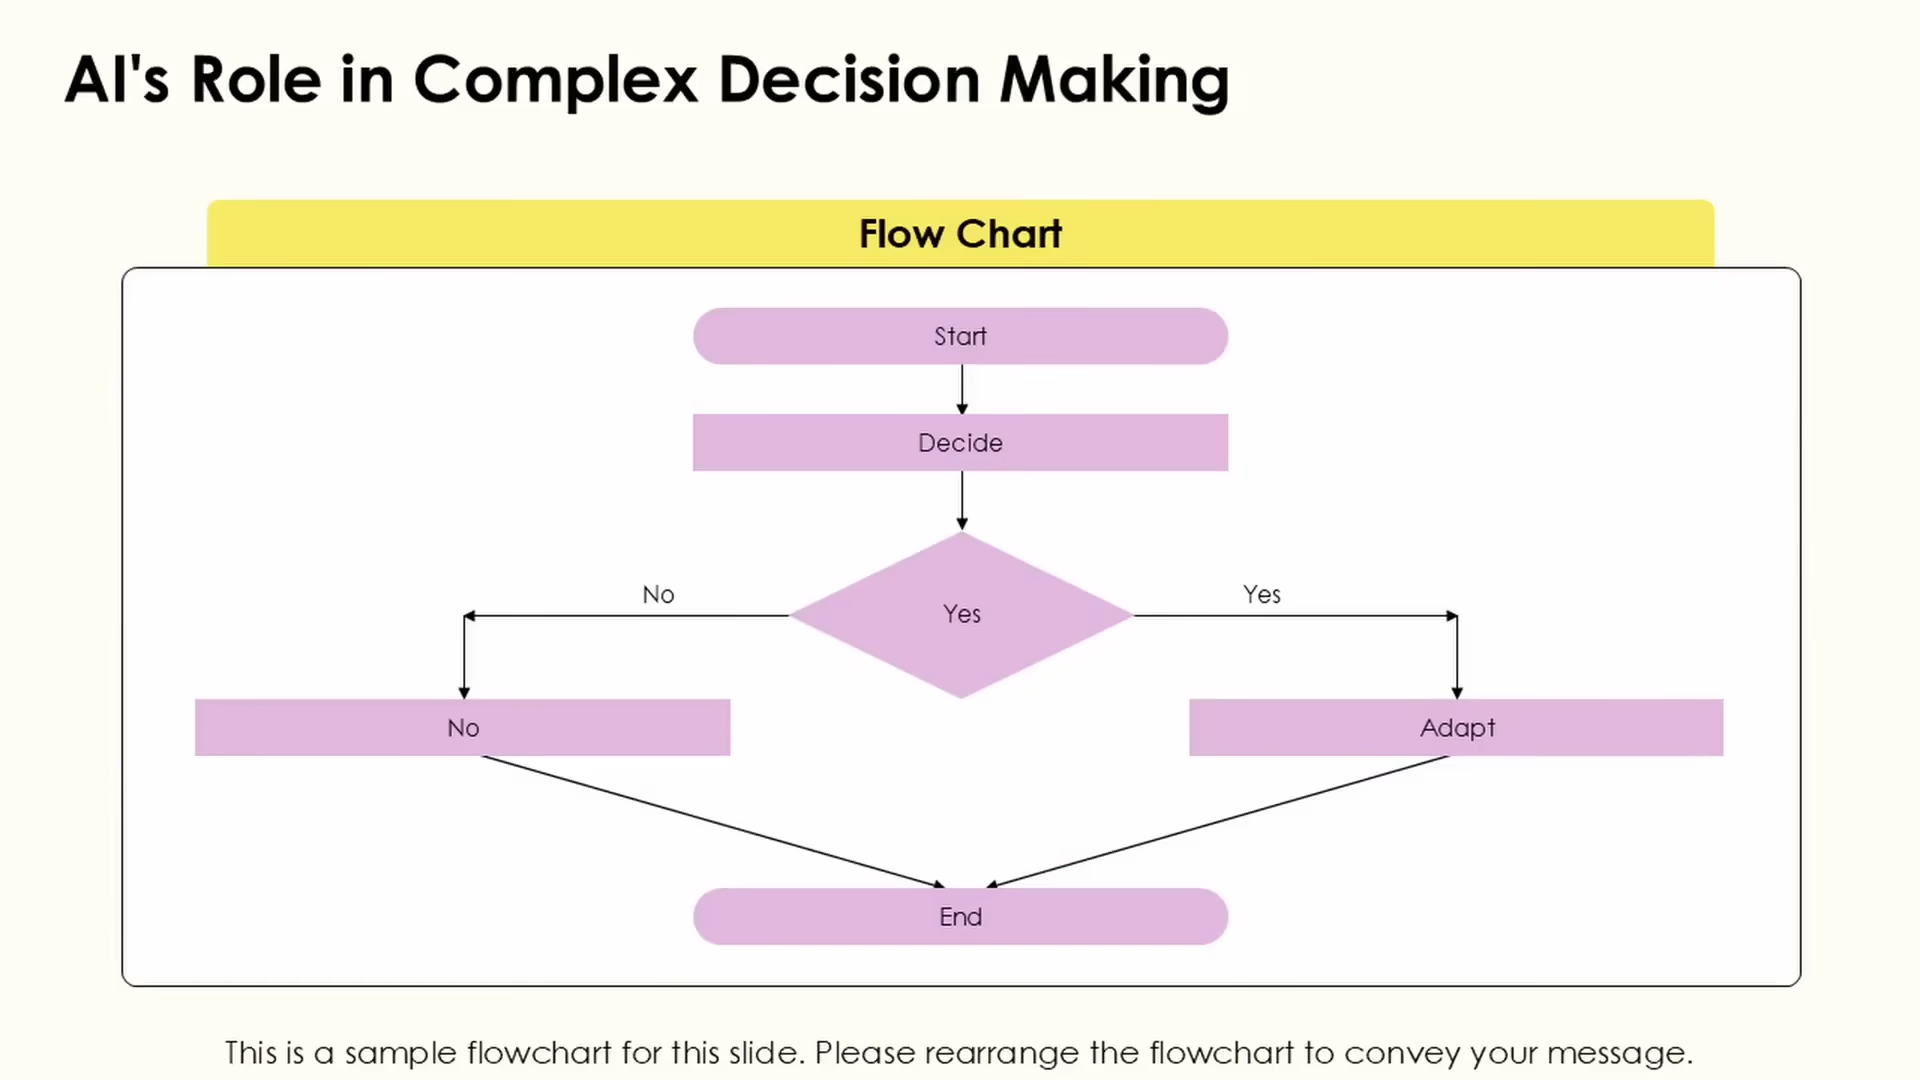 AI's Role in Complex Decision Making
Flow Chart
Start
Decide
No
Yes
Yes
No
Adapt
End
This is a sample flowchart for this slide. Please rearrange the flowchart to convey your message.